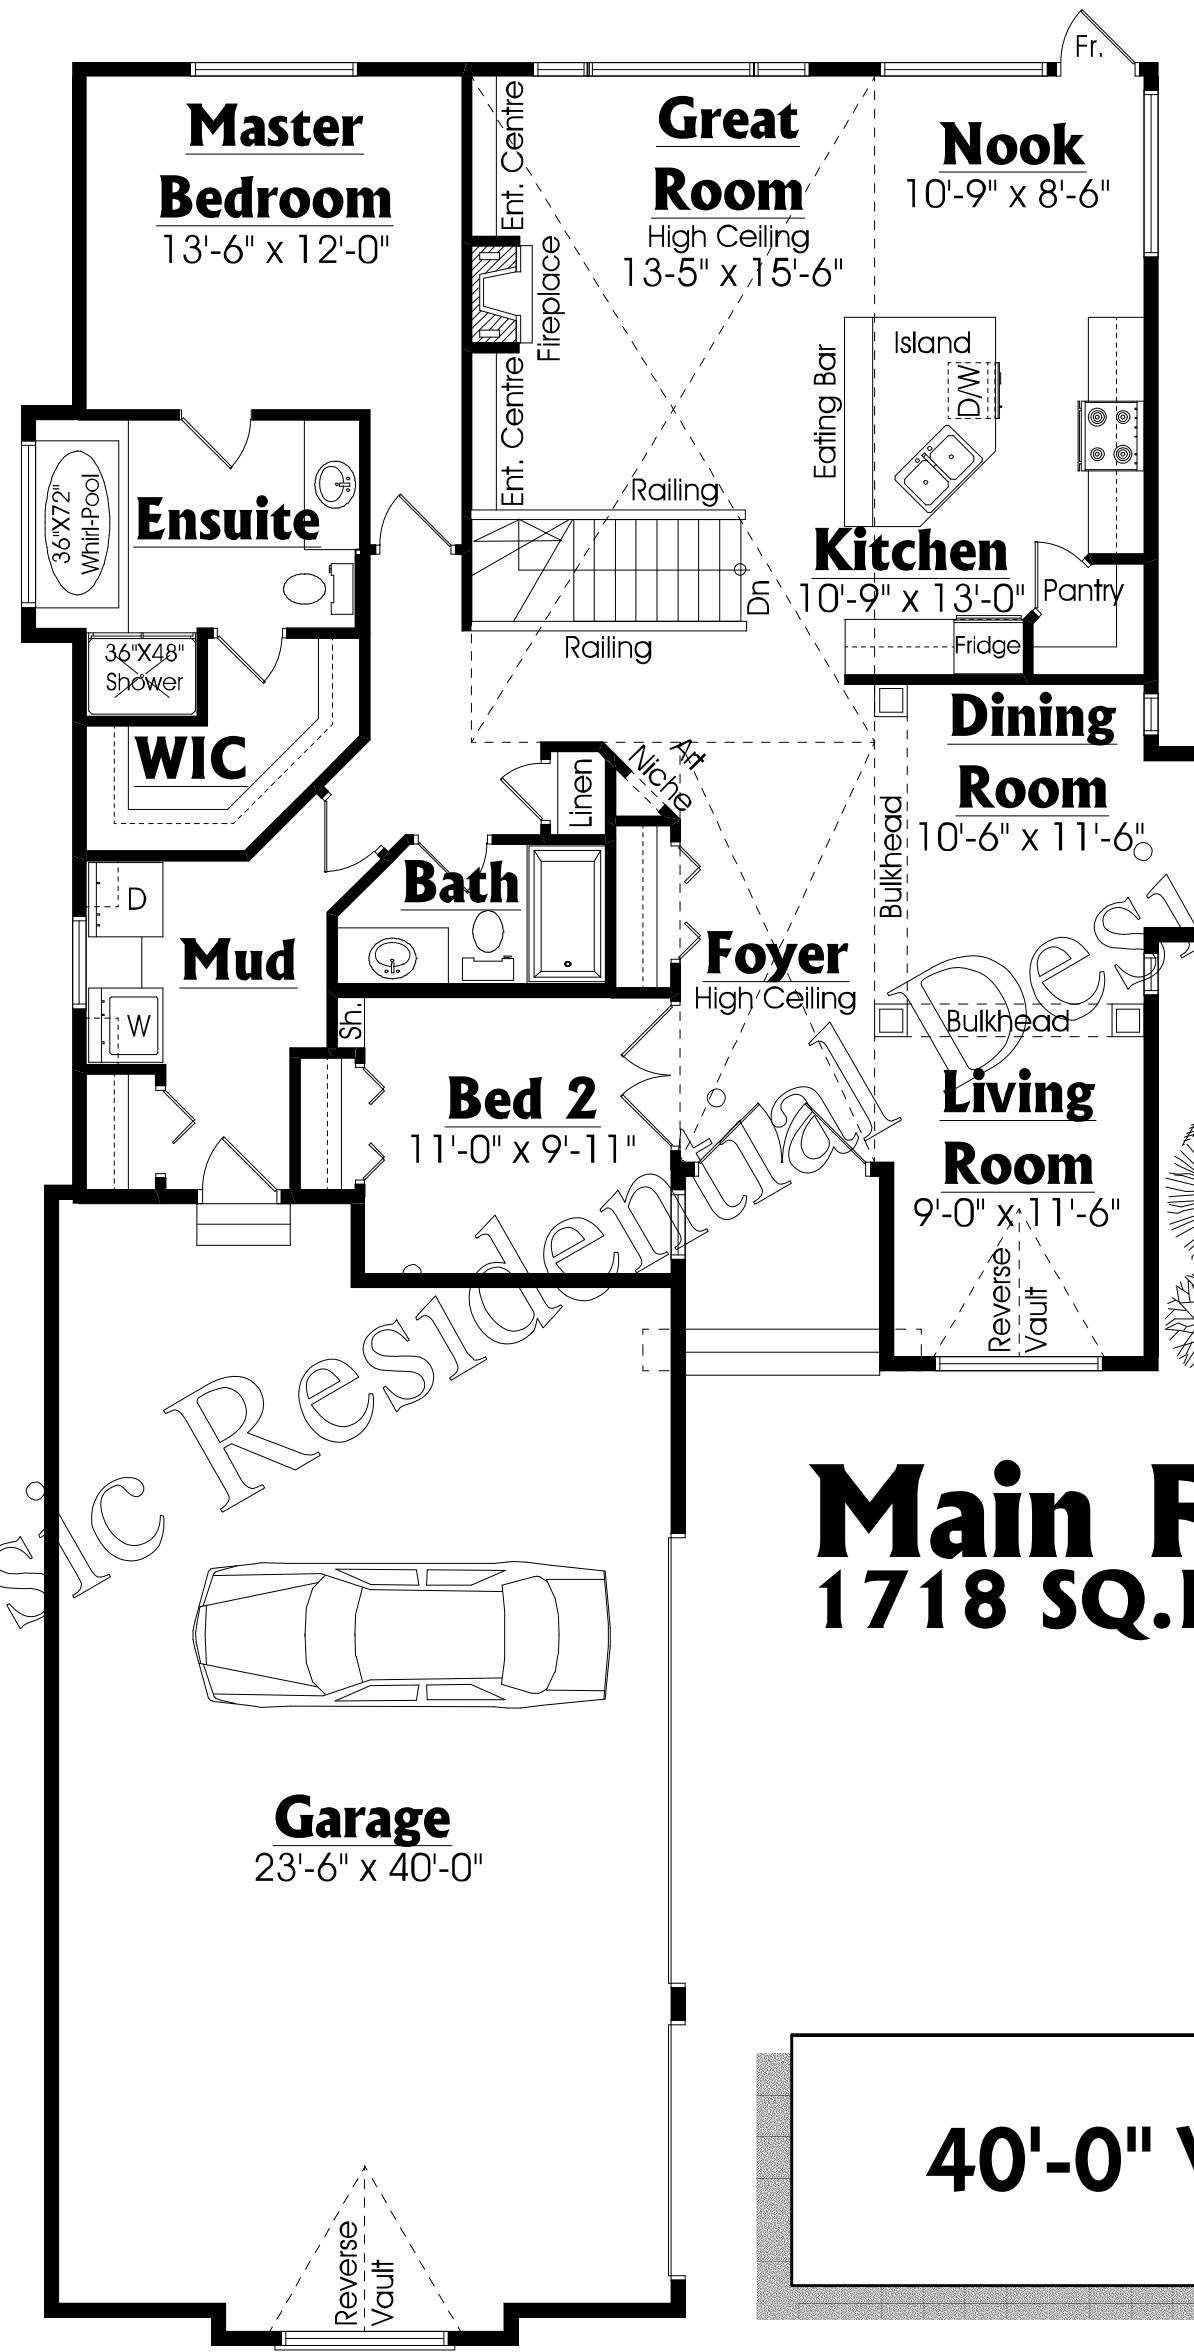 Fr.
Master
Bedroom
13'-6" x 12'-0"
Ent. Centre
Great
Room
High Ceiling
13-5" x 15'-6"
Nook
10'-9" x 8'-6"
Fireplace
Ent. Centre
Eating Bar
Island
D/W
36"X72"
Whirl-Pool
Ensuite
Railing
Dn
Railing
Kitchen
10'-9" x 13'-0"
Pantry
Fridge
36"X48"
Shower
WIC
Linen
Art
Niche
Dining
Room
10'-6" x 11'-6"
Bulkhead
D
Mud
W
Bath
Foyer
High Ceiling
Bulkhead
Sh.
Bed 2
11'-0" x 9'-11"
Living
Room
9'-0" x 11'-6"
Reverse
Vault
sic Residential Desi
Main
1718 SQ.
Garage
23'-6" x 40'-0"
Reverse
Vault
40'-0"